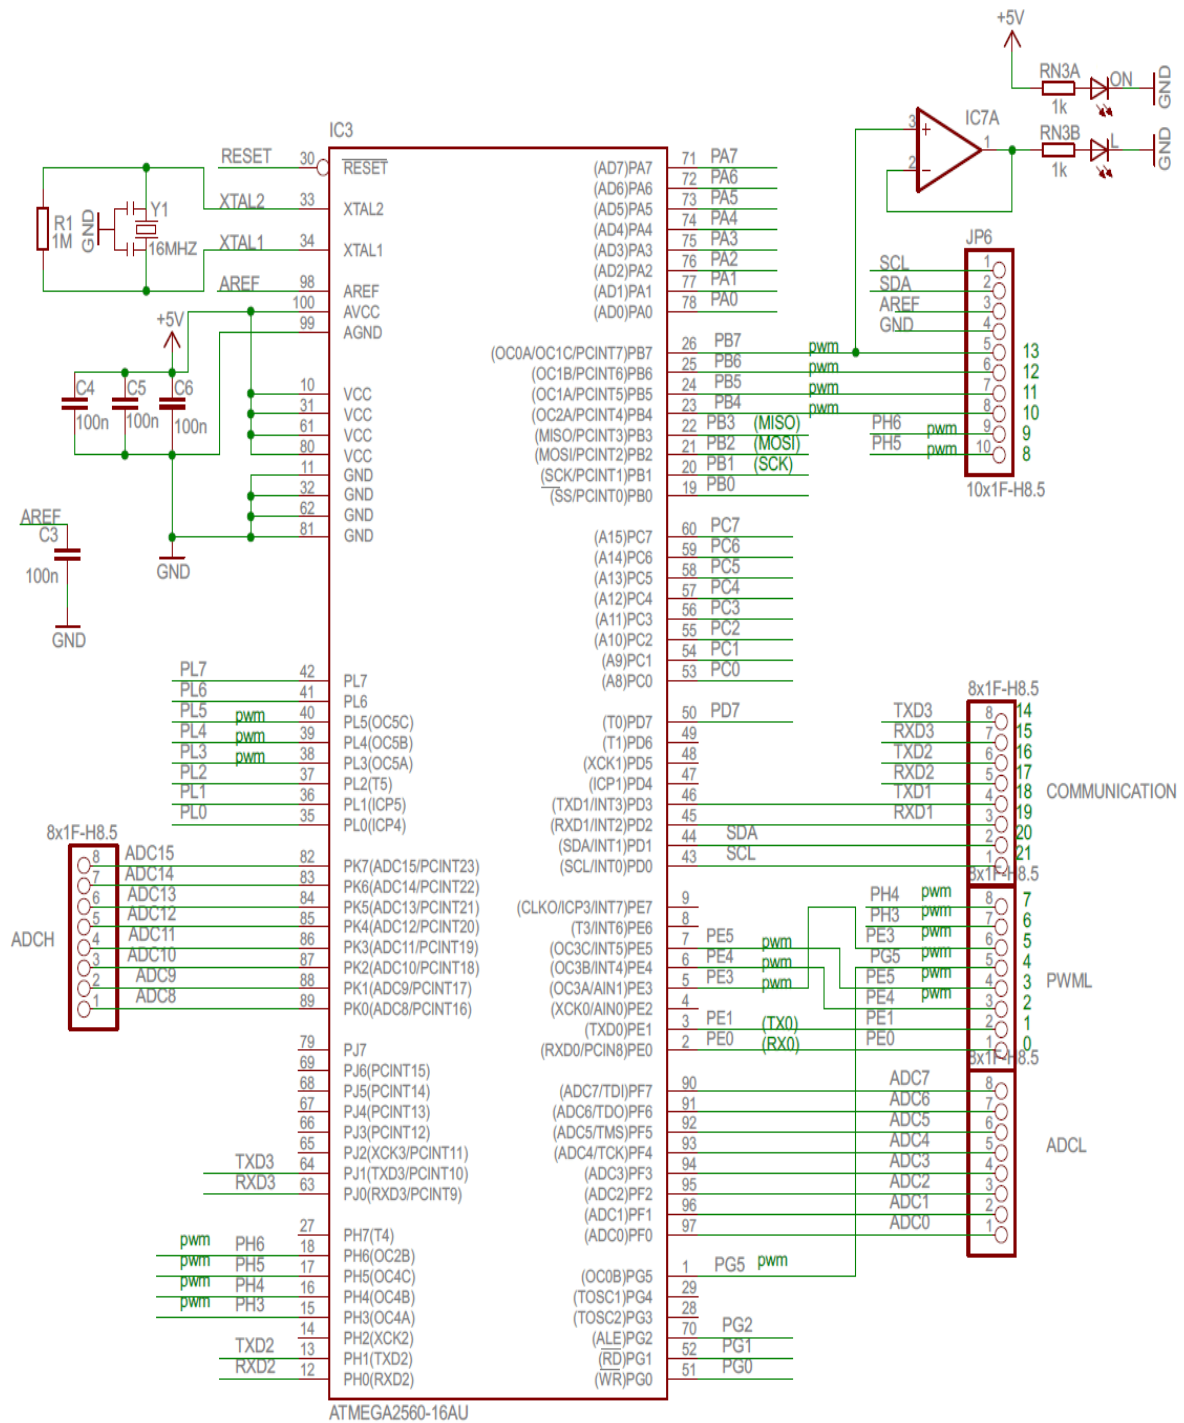 +5V
RN3A
ON
1k
GND
IC7A
3
+
1
2
-
RN3B
L
1k
GND
IC3
RESET
30
RESET
XTAL2
33
XTAL2
R1
1M
GND
Y1
16MHZ
XTAL1
34
XTAL1
AREF
98
AREF
100
AVCC
99
AGND
+5V
C4
100n
C5
100n
C6
100n
10
VCC
31
VCC
61
VCC
80
VCC
11
GND
32
GND
62
GND
81
GND
GND
AREF
C3
100n
GND
PL7
42
PL7
PL6
41
PL6
PL5
pwm
40
PL5(OC5C)
PL4
pwm
39
PL4(OC5B)
PL3
pwm
38
PL3(OC5A)
PL2
37
PL2(T5)
PL1
36
PL1(ICP5)
PL0
35
PL0(ICP4)
8x1F-H8.5
ADCH
8
ADC15
82
PK7(ADC15/PCINT23)
7
ADC14
83
PK6(ADC14/PCINT22)
6
ADC13
84
PK5(ADC13/PCINT21)
5
ADC12
85
PK4(ADC12/PCINT20)
4
ADC11
86
PK3(ADC11/PCINT19)
3
ADC10
87
PK2(ADC10/PCINT18)
2
ADC9
88
PK1(ADC9/PCINT17)
1
ADC8
89
PK0(ADC8/PCINT16)
79
PJ7
69
PJ6(PCINT15)
68
PJ5(PCINT14)
67
PJ4(PCINT13)
66
PJ3(PCINT12)
65
PJ2(XCK3/PCINT11)
TXD3
64
PJ1(TXD3/PCINT10)
RXD3
63
PJ0(RXD3/PCINT9)
27
PH7(T4)
pwm
PH6
18
PH6(OC2B)
pwm
PH5
17
PH5(OC4C)
pwm
PH4
16
PH4(OC4B)
pwm
PH3
15
PH3(OC4A)
14
PH2(XCK2)
TXD2
13
PH1(TXD2)
RXD2
12
PH0(RXD2)
ATMEGA2560-16AU
(AD7)PA7
71
PA7
(AD6)PA6
72
PA6
(AD5)PA5
73
PA5
(AD4)PA4
74
PA4
(AD3)PA3
75
PA3
(AD2)PA2
76
PA2
(AD1)PA1
77
PA1
(AD0)PA0
78
PA0
(OC0A/OC1C/PCINT7)PB7
26
PB7
pwm
(OC1B/PCINT6)PB6
25
PB6
pwm
(OC1A/PCINT5)PB5
24
PB5
pwm
(OC2A/PCINT4)PB4
23
PB4
pwm
(MISO/PCINT3)PB3
22
PB3
(MISO)
(MOSI/PCINT2)PB2
21
PB2
(MOSI)
(SCK/PCINT1)PB1
20
PB1
(SCK)
(SS/PCINT0)PB0
19
PB0
(A15)PC7
60
PC7
(A14)PC6
59
PC6
(A13)PC5
58
PC5
(A12)PC4
57
PC4
(A11)PC3
56
PC3
(A10)PC2
55
PC2
(A9)PC1
54
PC1
(A8)PC0
53
PC0
(T0)PD7
50
PD7
(T1)PD6
49
(XCK1)PD5
48
(ICP1)PD4
47
(TXD1/INT3)PD3
46
(RXD1/INT2)PD2
45
(SDA/INT1)PD1
44
SDA
(SCL/INT0)PD0
43
SCL
(CLKO/ICP3/INT7)PE7
9
(T3/INT6)PE6
8
(OC3C/INT5)PE5
7
PE5
pwm
(OC3B/INT4)PE4
6
PE4
pwm
(OC3A/AIN1)PE3
5
PE3
pwm
(XCK0/AIN0)PE2
4
(TXD0)PE1
3
PE1
(TX0)
(RXD0/PCIN8)PE0
2
PE0
(RX0)
(ADC7/TDI)PF7
90
(ADC6/TDO)PF6
91
(ADC5/TMS)PF5
92
(ADC4/TCK)PF4
93
(ADC3)PF3
94
(ADC2)PF2
95
(ADC1)PF1
96
(ADC0)PF0
97
(OC0B)PG5
1
PG5
pwm
(TOSC1)PG4
29
(TOSC2)PG3
28
(ALE)PG2
70
PG2
(RD)PG1
52
PG1
(WR)PG0
51
PG0
JP6
SCL
1
SDA
2
AREF
3
GND
4
5
13
6
12
7
11
8
10
PH6
pwm
9
9
PH5
pwm
10
8
10x1F-H8.5
8x1F-H8.5
TXD3
8
14
RXD3
7
15
TXD2
6
16
RXD2
5
17
TXD1
4
18
RXD1
3
19
2
20
1
21
COMMUNICATION
8x1F-H8.5
PH4
pwm
8
7
PH3
pwm
7
6
PE3
pwm
6
5
PG5
pwm
5
4
PE5
pwm
4
3
PE4
pwm
3
2
PE1
2
1
PE0
1
0
PWML
8x1F-H8.5
ADC7
8
ADC6
7
ADC5
6
ADC4
5
ADC3
4
ADC2
3
ADC1
2
ADC0
1
ADCL